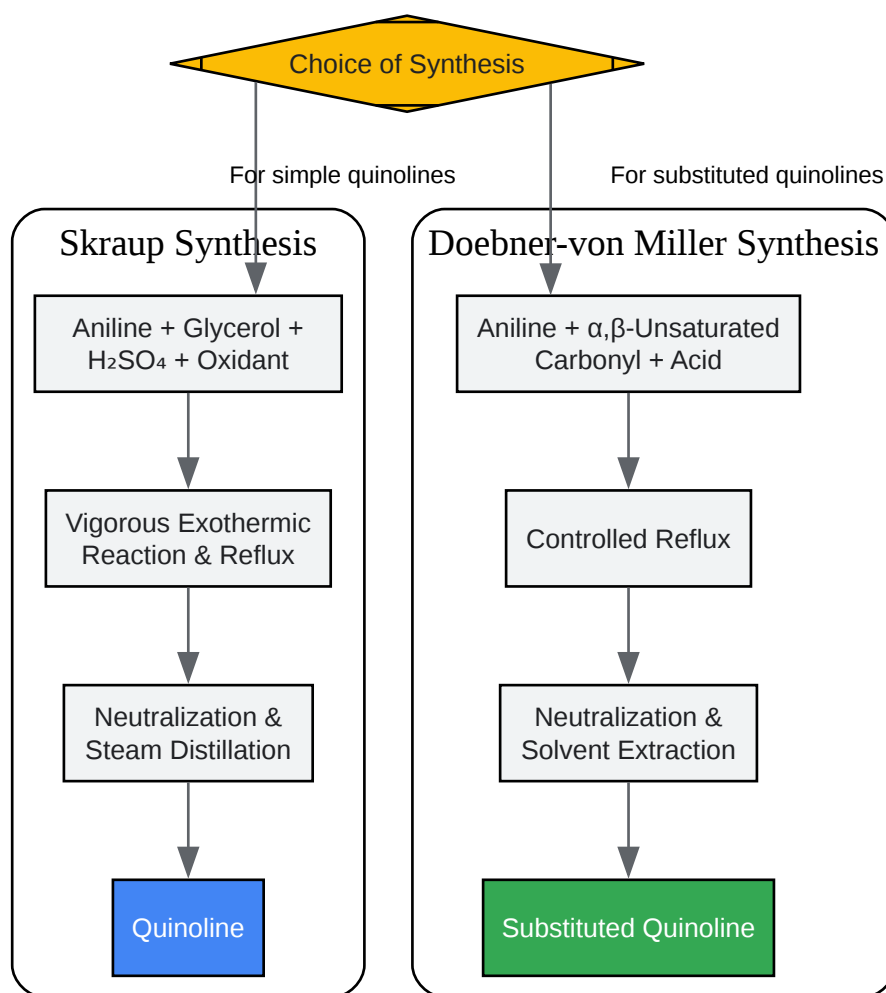 Choice of Synthesis
For simple quinolines
For substituted quinolines
Skraup Synthesis
Aniline + Glycerol +
H₂SO₄ + Oxidant
Vigorous Exothermic
Reaction & Reflux
Neutralization &
Steam Distillation
Quinoline
Doebner-von Miller Synthesis
Aniline + α,β-Unsaturated
Carbonyl + Acid
Controlled Reflux
Neutralization &
Solvent Extraction
Substituted Quinoline